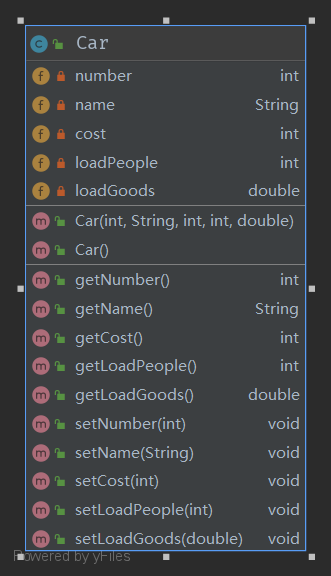 Car
number int
name String
cost int
loadPeople int
loadGoods double
Car(int, String, int, int, double)
Car()
getNumber() int
getName() String
getCost() int
getLoadPeople() int
getLoadGoods() double
setNumber(int) void
setName(String) void
setCost(int) void
setLoadPeople(int) void
setLoadGoods(double) void
Powered by yFiles